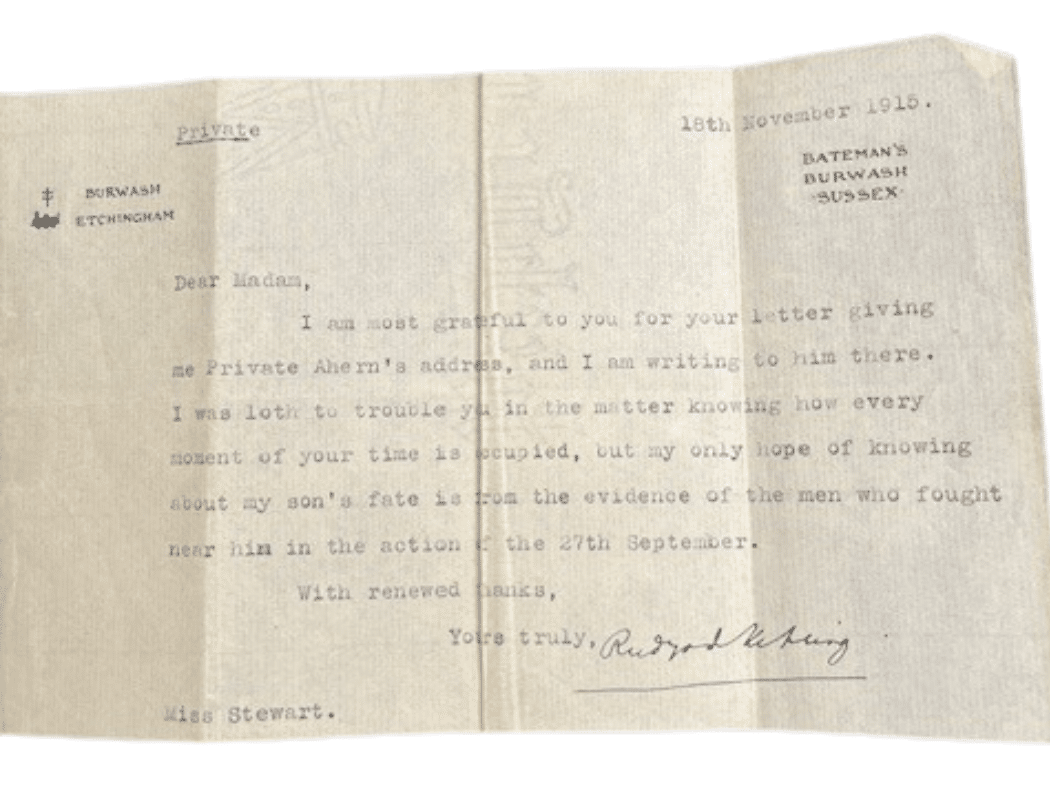 Private
18th November 1915.
BATEMAN'S
BURWASH
SUSSEX
BURWASH
ETCHINGHAM
Dear Madam,
I am most grateful to you for your letter giving
me Private Ahern's address, and I am writing to him there.
I was loth to trouble you in the matter knowing how every
moment of your time is occupied, but my only hope of knowing
about my son's fate is from the evidence of the men who fought
near him in the action of the 27th September.
With renewed thanks,
Yours truly, Rudyard Kipling
Miss Stewart.